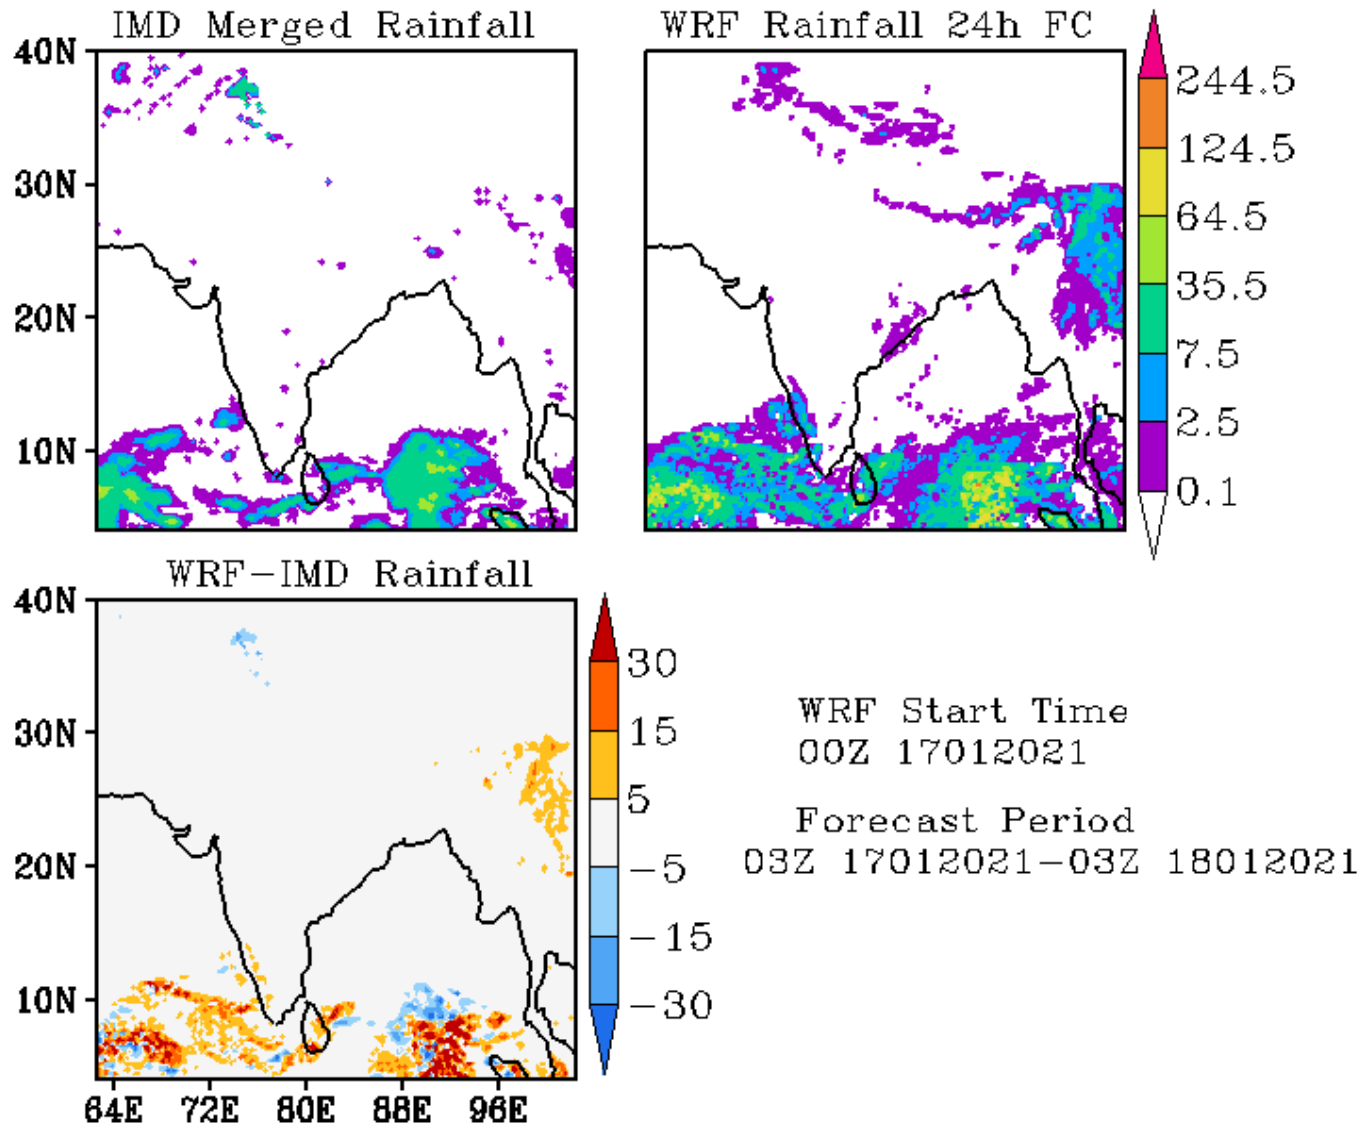 IMD Merged Rainfall
WRF Rainfall 24h FC
40N
30N
20N
10N
244.5
124.5
64.5
35.5
7.5
2.5
0.1
WRF-IMD Rainfall
40N
30N
20N
10N
64E 72E 80E 88E 96E
30
15
5
-5
-15
-30
WRF Start Time
00Z 17012021
Forecast Period
03Z 17012021-03Z 18012021